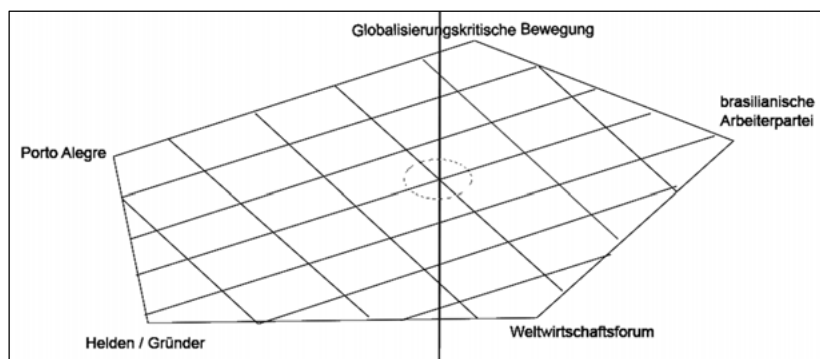 Globalisierungskritische Bewegung
brasilianische
Arbeiterpartei
Porto Alegre
Weltwirtschaftsforum
Helden / Gründer